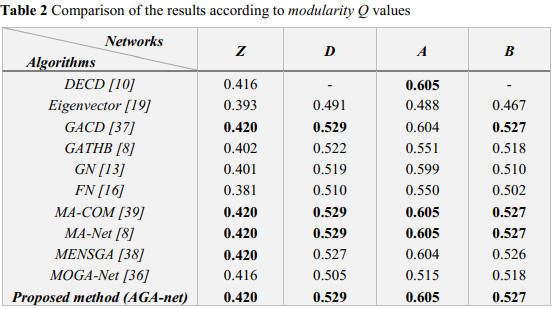 Table 2 Comparison of the results according to modularity Q values
Networks
Algorithms Z D A B
DECD [10] 0.416 - 0.605 -
Eigenvector [19] 0.393 0.491 0.488 0.467
GACD [37] 0.420 0.529 0.604 0.527
GATHB [8] 0.402 0.522 0.551 0.518
GN [13] 0.401 0.519 0.599 0.510
FN [16] 0.381 0.510 0.550 0.502
MA-COM [39] 0.420 0.529 0.605 0.527
MA-Net [8] 0.420 0.529 0.605 0.527
MENSGA [38] 0.420 0.527 0.604 0.526
MOGA-Net [36] 0.416 0.505 0.515 0.518
Proposed method (AGA-net) 0.420 0.529 0.605 0.527